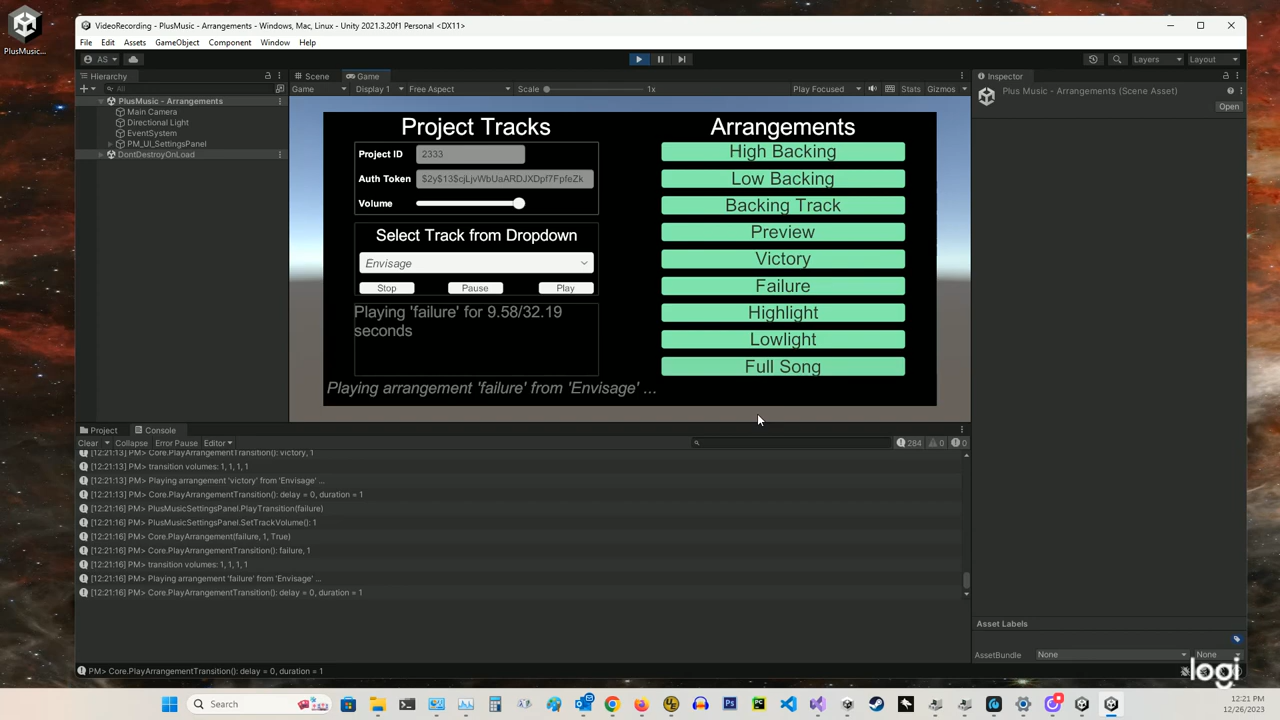 PlusMusic...
VideoRecording - PlusMusic - Arrangements - Windows, Mac, Linux - Unity 2021.3.20f1 Personal <DX11>
File Edit Assets GameObject Component Window Help
AS
Layers Layout
Hierarchy
Scene Game
Inspector
All
Game Display 1 Free Aspect Scale 1x Play Focused Stats Gizmos
PlusMusic - Arrangements
Main Camera
Directional Light
EventSystem
PM_UI_SettingsPanel
DontDestroyOnLoad
Plus Music - Arrangements (Scene Asset)
Open
Project Tracks
Project ID 2333
Auth Token $2y$13$cjLjvWbUaARDJXDpf7FpfeZk
Volume
Select Track from Dropdown
Envisage
Stop Pause Play
Playing 'failure' for 9.58/32.19
seconds
Playing arrangement 'failure' from 'Envisage' ...
Arrangements
High Backing
Low Backing
Backing Track
Preview
Victory
Failure
Highlight
Lowlight
Full Song
Project Console
Clear Collapse Error Pause Editor
284 0 0
[12:21:13] PM> Core.PlayArrangementTransition(): victory, 1
[12:21:13] PM> transition volumes: 1, 1, 1, 1
[12:21:13] PM> Playing arrangement 'victory' from 'Envisage' ...
[12:21:13] PM> Core.PlayArrangementTransition(): delay = 0, duration = 1
[12:21:16] PM> PlusMusicSettingsPanel.PlayTransition(failure)
[12:21:16] PM> PlusMusicSettingsPanel.SetTrackVolume(): 1
[12:21:16] PM> Core.PlayArrangement(failure, 1, True)
[12:21:16] PM> Core.PlayArrangementTransition(): failure, 1
[12:21:16] PM> transition volumes: 1, 1, 1, 1
[12:21:16] PM> Playing arrangement 'failure' from 'Envisage' ...
[12:21:16] PM> Core.PlayArrangementTransition(): delay = 0, duration = 1
Asset Labels
AssetBundle None None
PM> Core.PlayArrangementTransition(): delay = 0, duration = 1
logi
Search
12:21 PM
12/26/2023